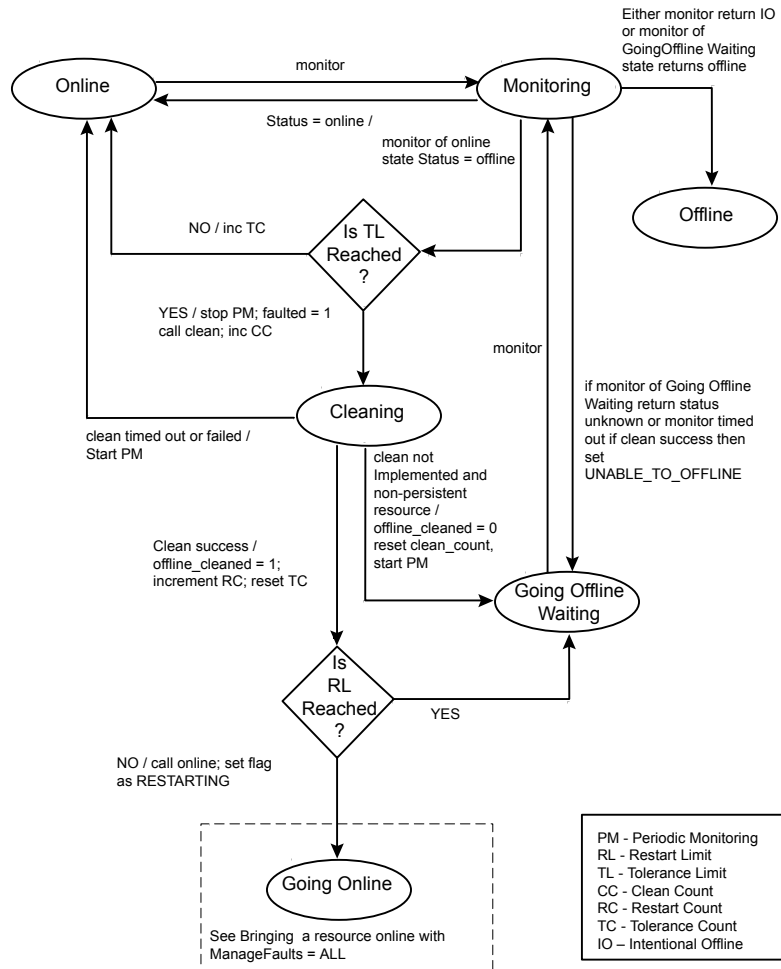 Either monitor return IO
or monitor of
GoingOffline Waiting
state returns offline
Online
monitor
Monitoring
Status = online /
monitor of online
state Status = offline
Offline
NO / inc TC
Is TL
Reached
?
YES / stop PM; faulted = 1
call clean; inc CC
monitor
if monitor of Going Offline
Waiting return status
unknown or monitor timed
out if clean success then
set
UNABLE_TO_OFFLINE
Cleaning
clean timed out or failed /
Start PM
clean not
Implemented and
non-persistent
resource /
offline_cleaned = 0
reset clean_count,
start PM
Clean success /
offline_cleaned = 1;
increment RC; reset TC
Going Offline
Waiting
Is
RL
Reached
?
YES
NO / call online; set flag
as RESTARTING
Going Online
See Bringing a resource online with
ManageFaults = ALL
PM - Periodic Monitoring
RL - Restart Limit
TL - Tolerance Limit
CC - Clean Count
RC - Restart Count
TC - Tolerance Count
IO – Intentional Offline